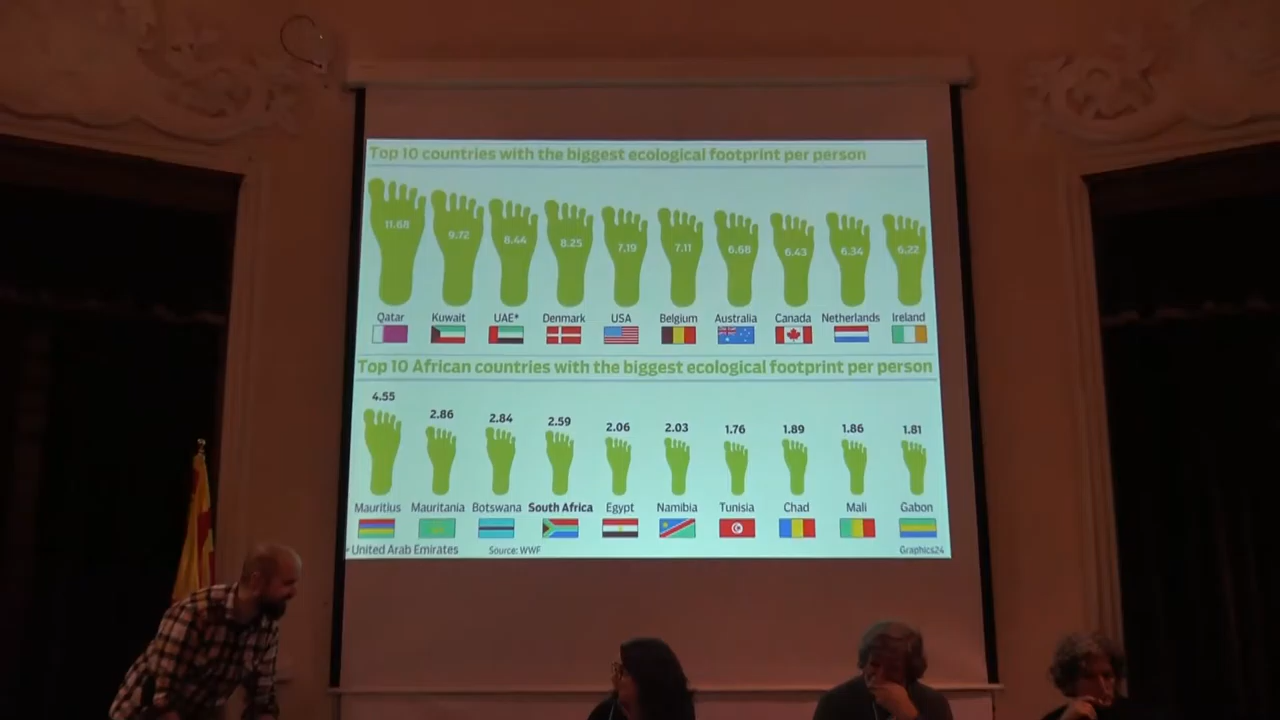 Top 10 countries with the biggest ecological footprint per person
11.68 9.72 8.44 8.25 7.19 7.11 6.68 6.43 6.34 6.22
Qatar Kuwait UAE* Denmark USA Belgium Australia Canada Netherlands Ireland
Top 10 African countries with the biggest ecological footprint per person
4.55 2.86 2.84 2.59 2.06 2.03 1.76 1.89 1.86 1.81
Mauritius Mauritania Botswana South Africa Egypt Namibia Tunisia Chad Mali Gabon
* United Arab Emirates Source: WWF Graphics24